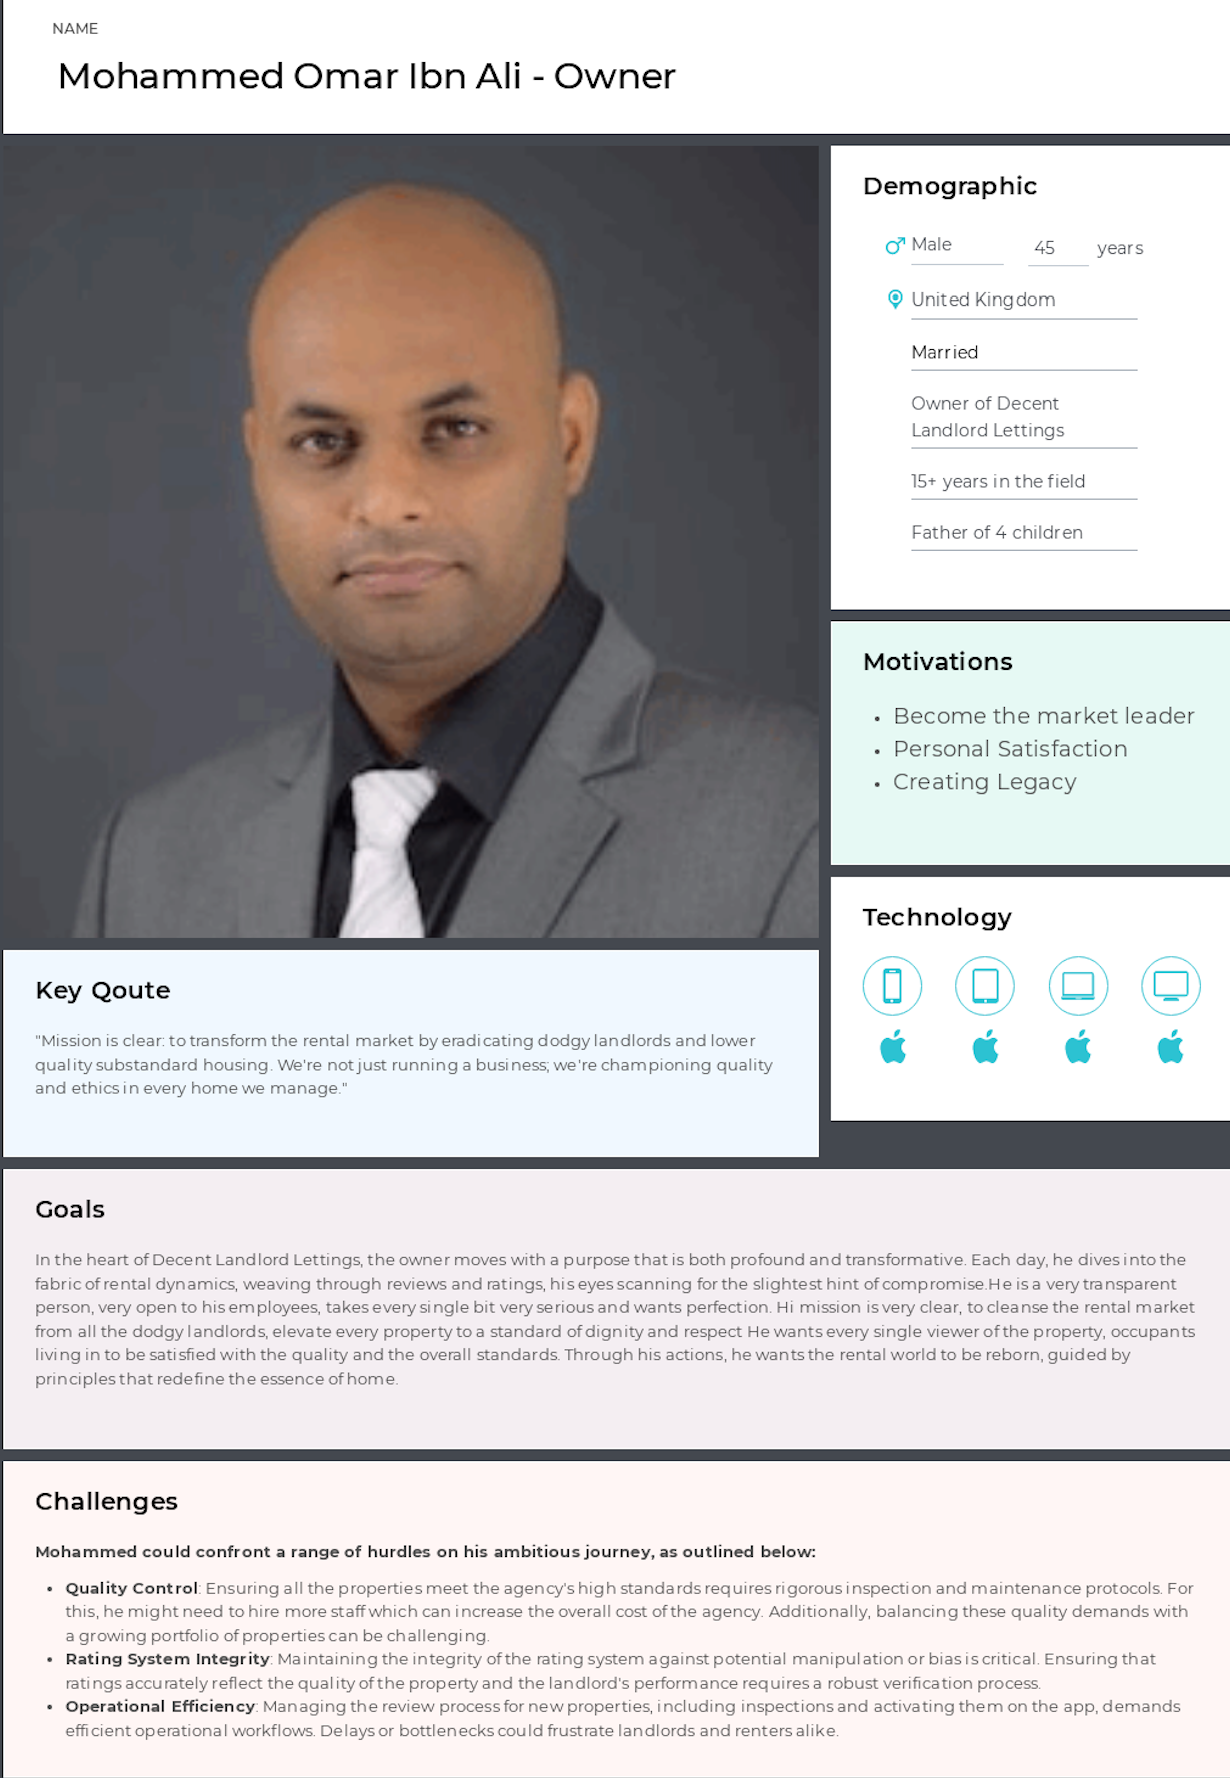 NAME
Mohammed Omar Ibn Ali - Owner
Demographic
Male 45 years
United Kingdom
Married
Owner of Decent
Landlord Lettings
15+ years in the field
Father of 4 children
Motivations
• Become the market leader
• Personal Satisfaction
• Creating Legacy
Technology
Key Qoute
"Mission is clear: to transform the rental market by eradicating dodgy landlords and lower
quality substandard housing. We're not just running a business; we're championing quality
and ethics in every home we manage."
Goals
In the heart of Decent Landlord Lettings, the owner moves with a purpose that is both profound and transformative. Each day, he dives into the
fabric of rental dynamics, weaving through reviews and ratings, his eyes scanning for the slightest hint of compromise.He is a very transparent
person, very open to his employees, takes every single bit very serious and wants perfection. Hi mission is very clear, to cleanse the rental market
from all the dodgy landlords, elevate every property to a standard of dignity and respect He wants every single viewer of the property, occupants
living in to be satisfied with the quality and the overall standards. Through his actions, he wants the rental world to be reborn, guided by
principles that redefine the essence of home.
Challenges
Mohammed could confront a range of hurdles on his ambitious journey, as outlined below:
• Quality Control: Ensuring all the properties meet the agency's high standards requires rigorous inspection and maintenance protocols. For
this, he might need to hire more staff which can increase the overall cost of the agency. Additionally, balancing these quality demands with
a growing portfolio of properties can be challenging.
• Rating System Integrity: Maintaining the integrity of the rating system against potential manipulation or bias is critical. Ensuring that
ratings accurately reflect the quality of the property and the landlord's performance requires a robust verification process.
• Operational Efficiency: Managing the review process for new properties, including inspections and activating them on the app, demands
efficient operational workflows. Delays or bottlenecks could frustrate landlords and renters alike.